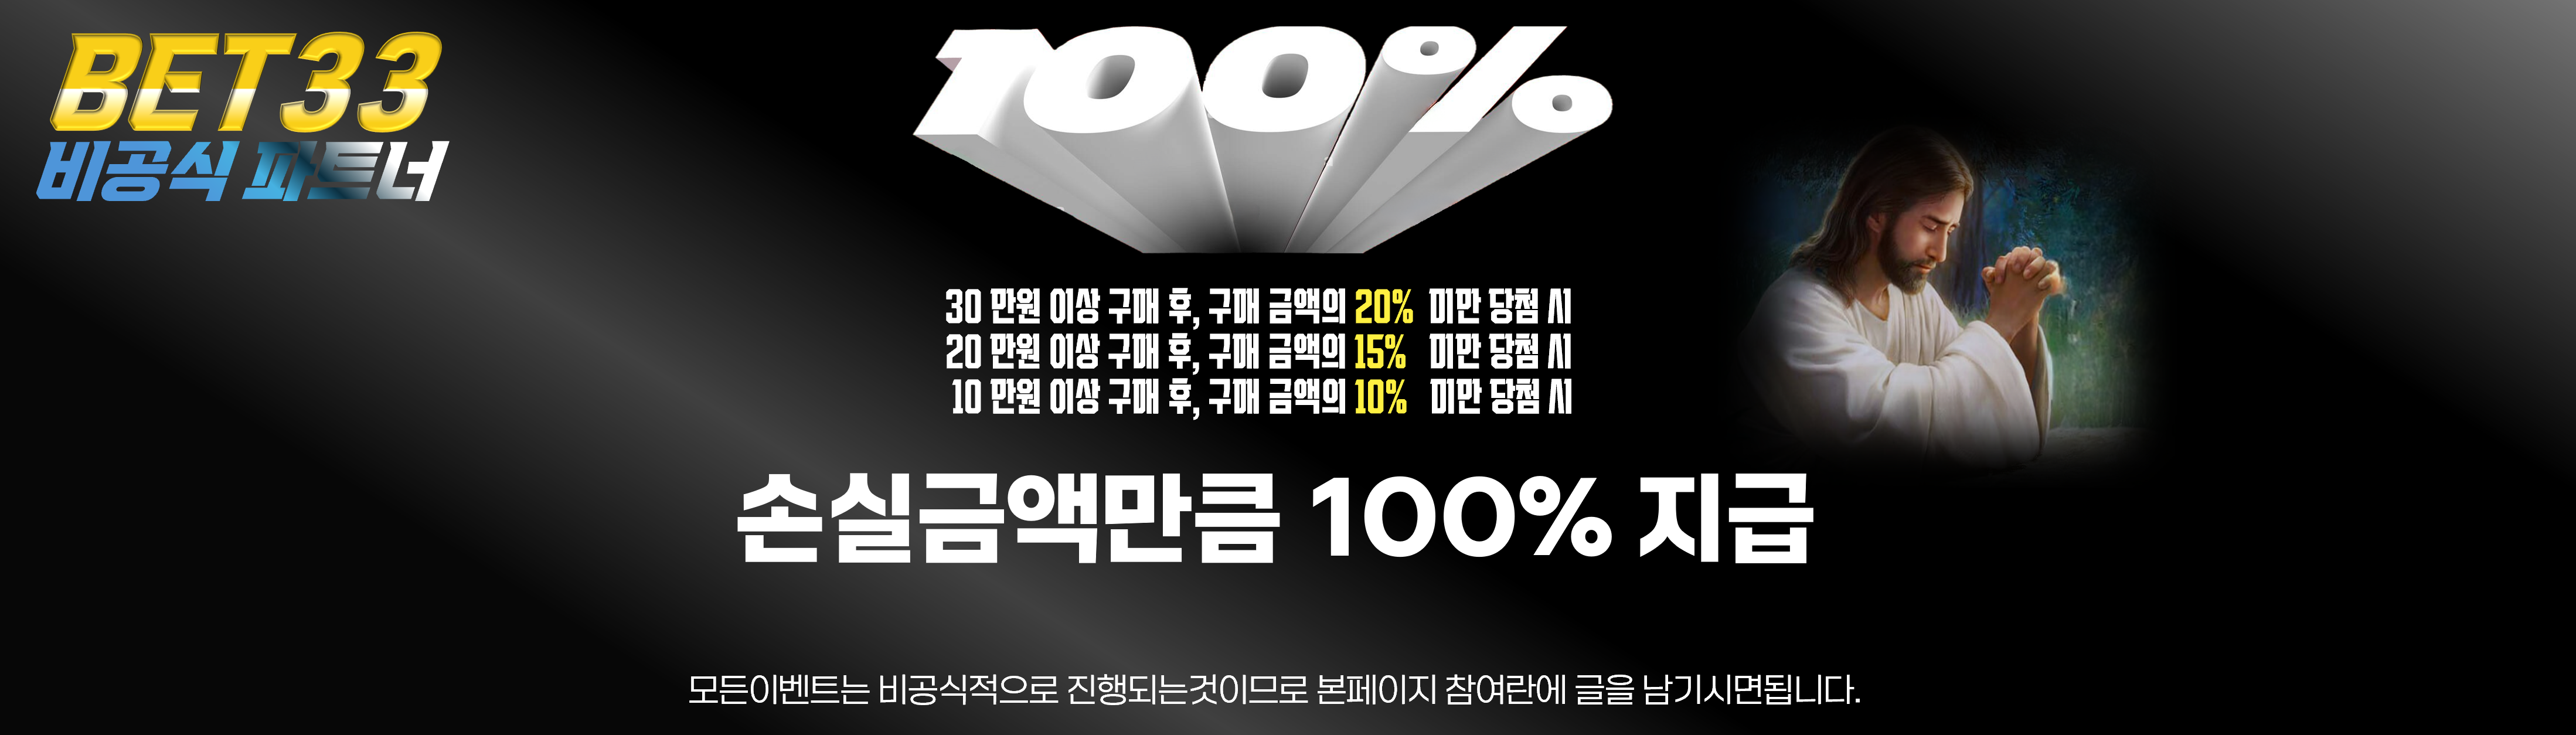 BET33
비공식 파트너
100%
30 만원 이상 구매 후, 구매 금액의 20% 미만 당첨 시
20 만원 이상 구매 후, 구매 금액의 15% 미만 당첨 시
10 만원 이상 구매 후, 구매 금액의 10% 미만 당첨 시
손실금액만큼 100% 지급
모든이벤트는 비공식적으로 진행되는것이므로 본페이지 참여란에 글을 남기시면됩니다.